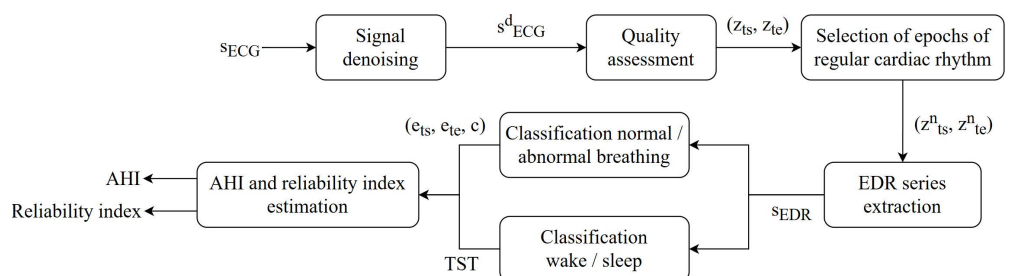 s_ECG
Signal
denoising
s^d_ECG
Quality
assessment
(z_ts, z_te)
Selection of epochs of
regular cardiac rhythm
(z^n_ts, z^n_te)
EDR series
extraction
s_EDR
Classification normal /
abnormal breathing
(e_ts, e_te, c)
Classification
wake / sleep
TST
AHI and reliability index
estimation
AHI
Reliability index